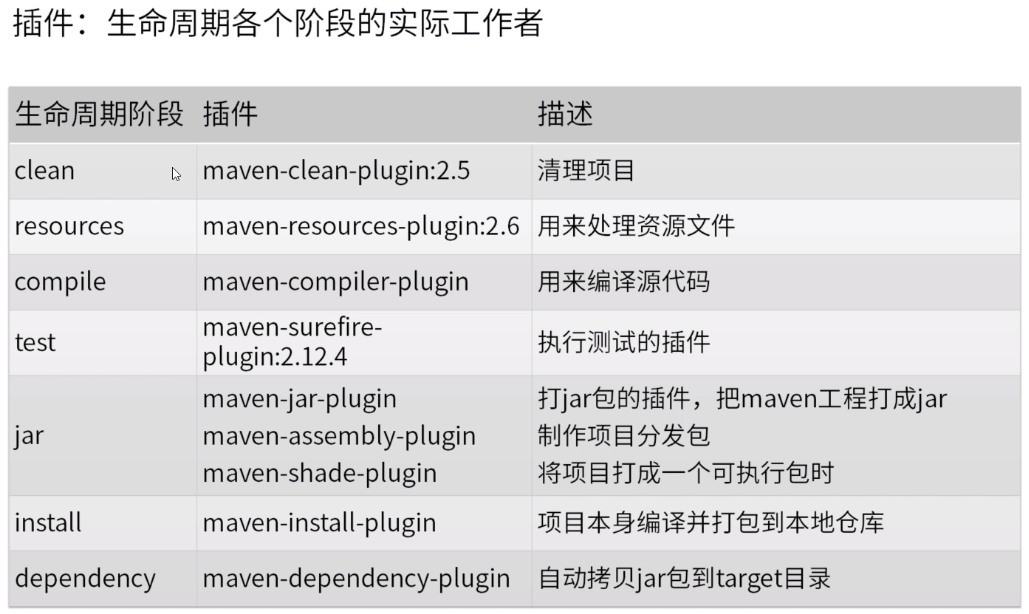 插件：生命周期各个阶段的实际工作者
生命周期阶段 插件 描述
clean maven-clean-plugin:2.5 清理项目
resources maven-resources-plugin:2.6 用来处理资源文件
compile maven-compiler-plugin 用来编译源代码
test maven-surefire-
plugin:2.12.4 执行测试的插件
jar maven-jar-plugin 打jar包的插件，把maven工程打成jar
maven-assembly-plugin 制作项目分发包
maven-shade-plugin 将项目打成一个可执行包时
install maven-install-plugin 项目本身编译并打包到本地仓库
dependency maven-dependency-plugin 自动拷贝jar包到target目录